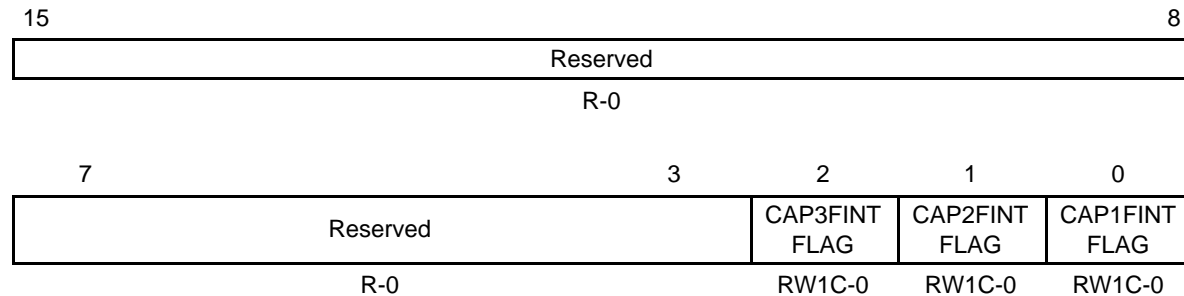 15 8
Reserved
R-0
7 3 2 1 0
Reserved CAP3FINT FLAG CAP2FINT FLAG CAP1FINT FLAG
R-0 RW1C-0 RW1C-0 RW1C-0